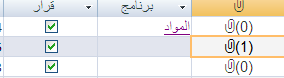 قرار برنامج
المواد (0)
(1)
(0)